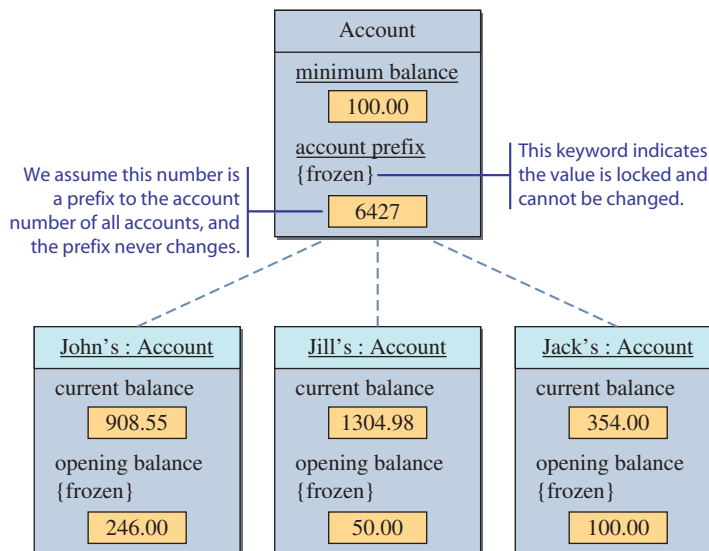 Account
minimum balance
100.00
account prefix
{frozen}
6427
We assume this number is
a prefix to the account
number of all accounts, and
the prefix never changes.
This keyword indicates
the value is locked and
cannot be changed.
John's : Account
current balance
908.55
opening balance
{frozen}
246.00
Jill's : Account
current balance
1304.98
opening balance
{frozen}
50.00
Jack's : Account
current balance
354.00
opening balance
{frozen}
100.00